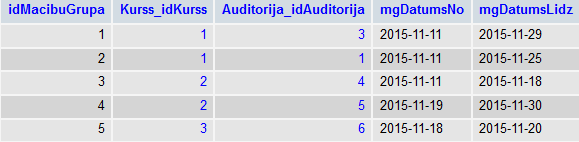 idMacibuGrupa Kurss_idKurss Auditorija_idAuditorija mgDatumsNo mgDatumsLidz
1 1 3 2015-11-11 2015-11-29
2 1 1 2015-11-11 2015-11-25
3 2 4 2015-11-11 2015-11-18
4 2 5 2015-11-19 2015-11-30
5 3 6 2015-11-18 2015-11-20